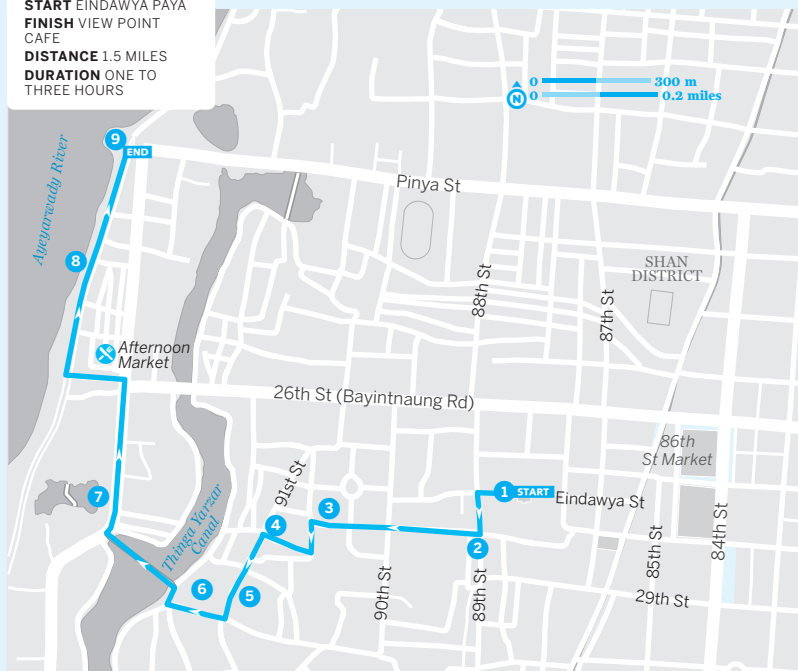 START EINDAWYA PAYA
FINISH VIEW POINT
CAFE
DISTANCE 1.5 MILES
DURATION ONE TO
THREE HOURS
0 300 m
N
0 0.2 miles
9
END
Ayeyarwady River
Pinya St
8
SHAN
DISTRICT
88th St
87th St
Afternoon
Market
26th St (Bayintnaung Rd)
86th
St Market
91st St
7
1
START
Eindawya St
3
4
2
Thinga Yarzar
Canal
84th St
85th St
6
5
90th St
89th St
29th St